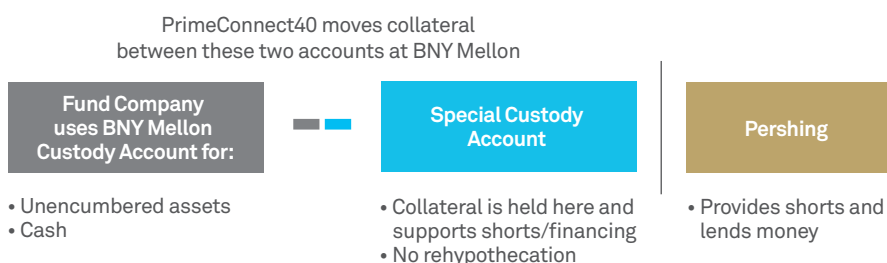 PrimeConnect40 moves collateral
between these two accounts at BNY Mellon
Fund Company
uses BNY Mellon
Custody Account for:
• Unencumbered assets
• Cash
Special Custody
Account
• Collateral is held here and
supports shorts/financing
• No rehypothecation
Pershing
• Provides shorts and
lends money